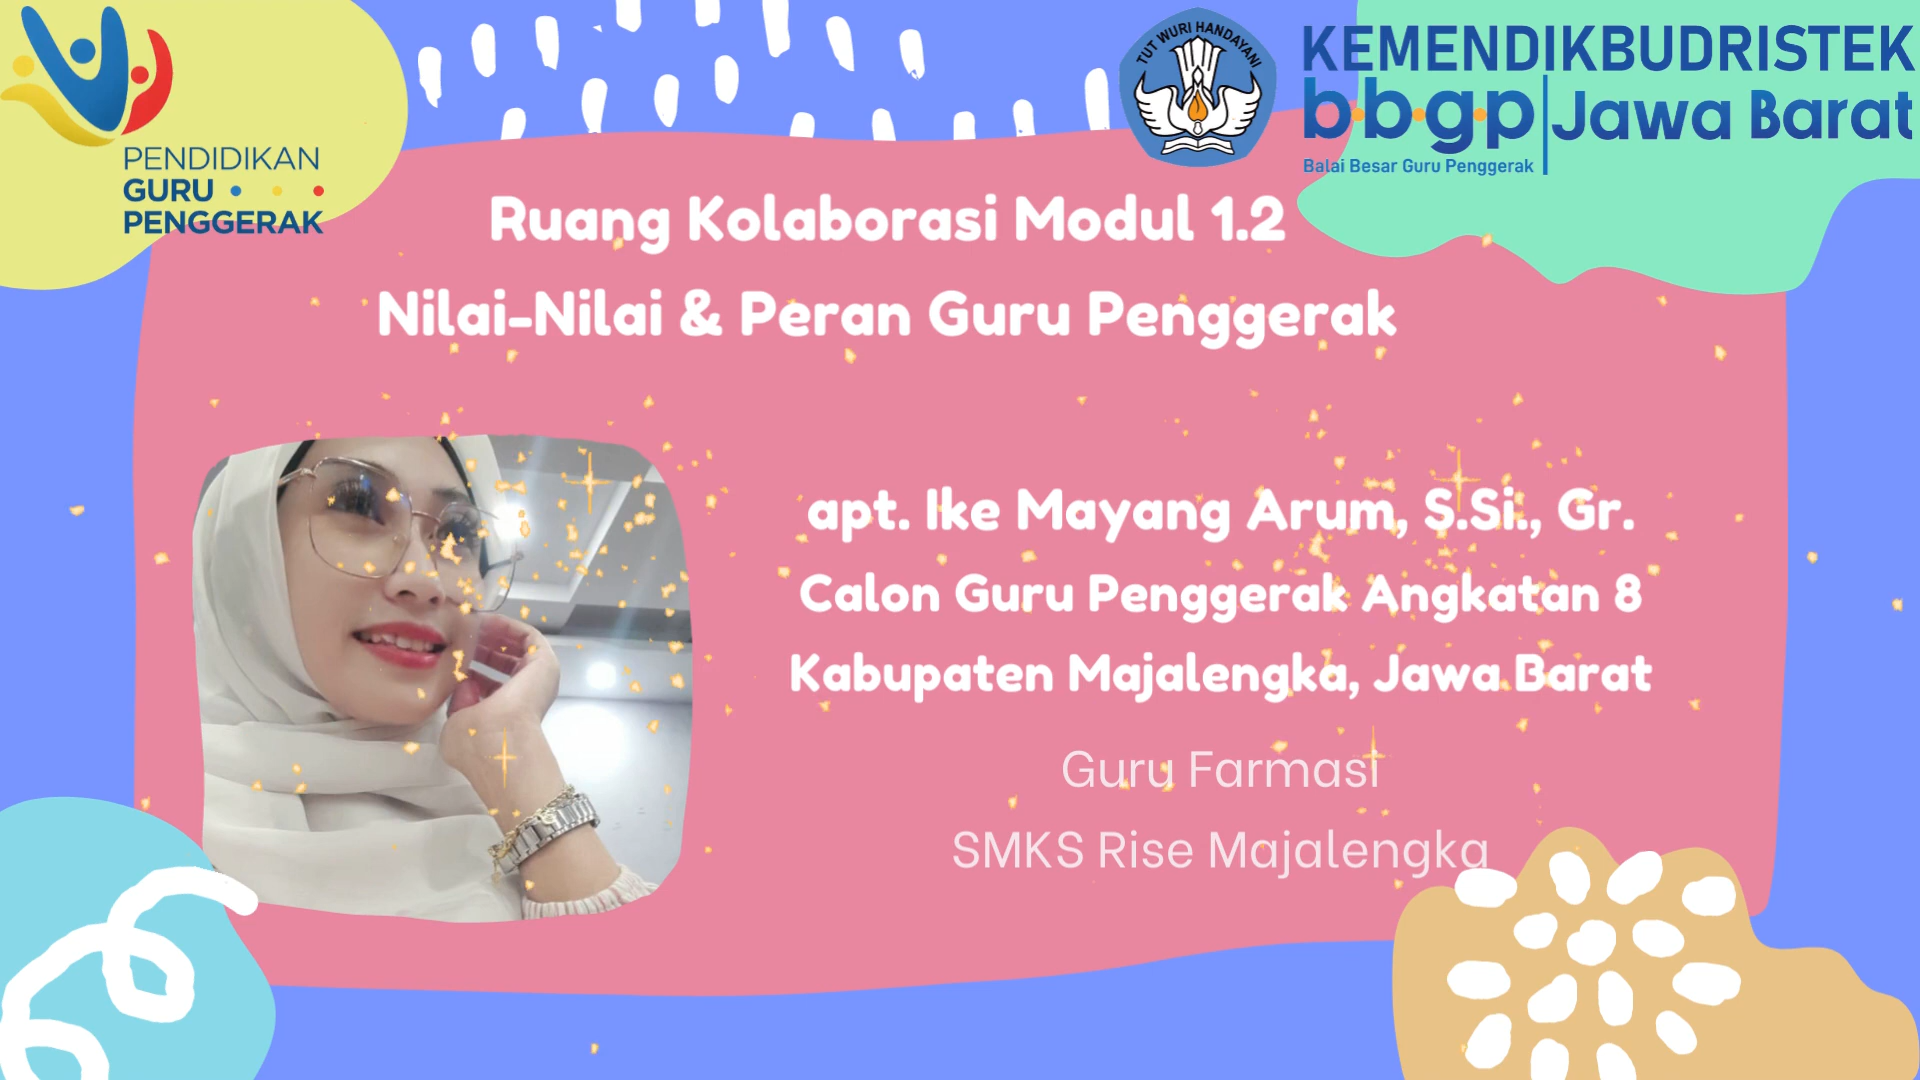 PENDIDIKAN
GURU
PENGGERAK
TUT WURI HANDAYANI
KEMENDIKBUDRISTEK
b·b·g·p Jawa Barat
Balai Besar Guru Penggerak
Ruang Kolaborasi Modul 1.2
Nilai-Nilai & Peran Guru Penggerak
apt. Ike Mayang Arum, S.Si., Gr.
Calon Guru Penggerak Angkatan 8
Kabupaten Majalengka, Jawa Barat
Guru Farmasi
SMKS Rise Majalengka